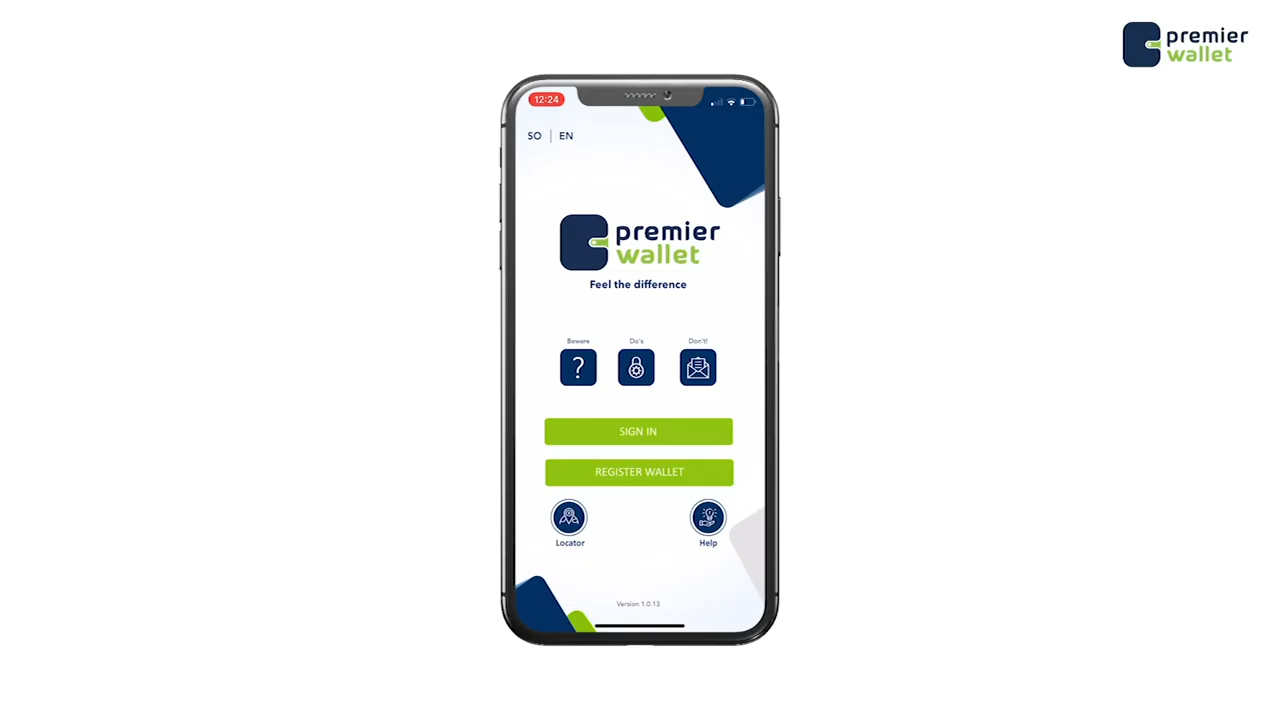 premier
wallet
12:24
SO | EN
premier
wallet
Feel the difference
Beware
Do's
Don't!
SIGN IN
REGISTER WALLET
Locator
Help
Version 1.0.13